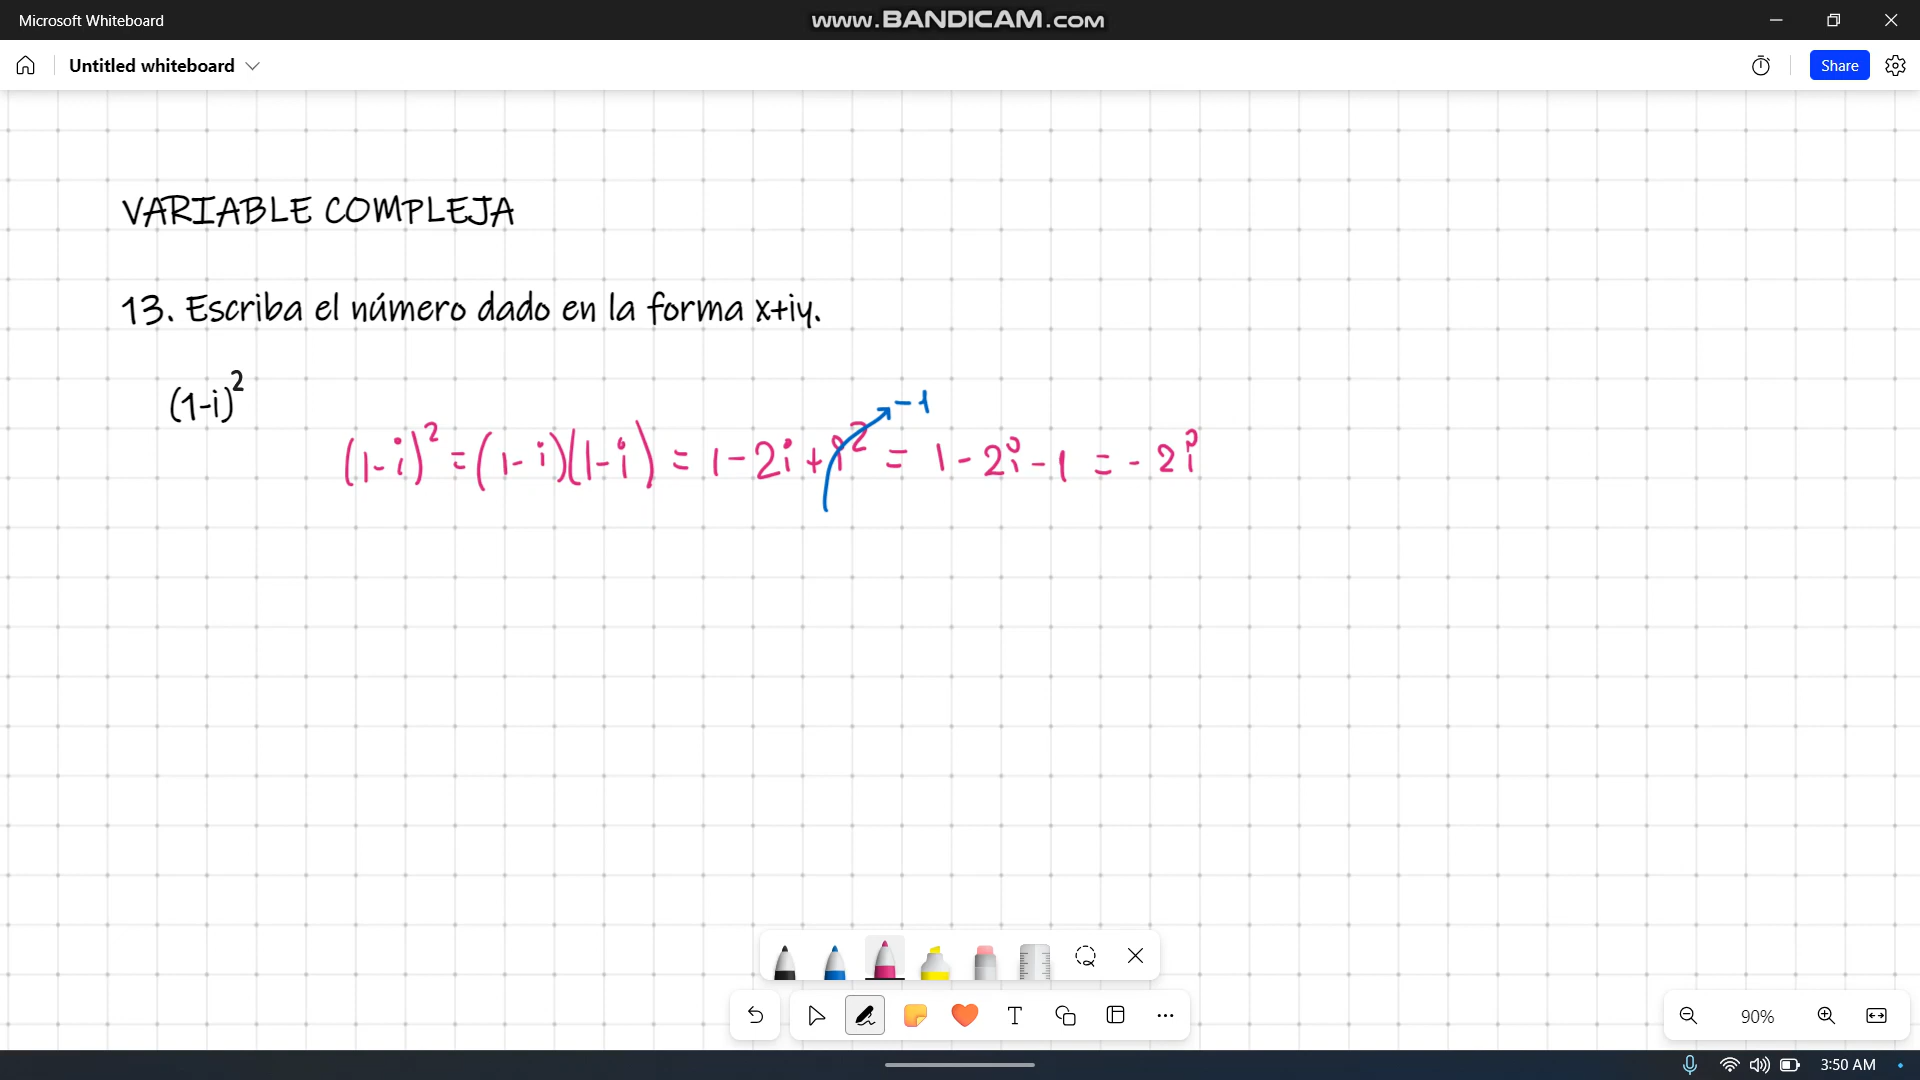 Microsoft Whiteboard
www.BANDICAM.com
Untitled whiteboard
Share
VARIABLE COMPLEJA
13. Escriba el número dado en la forma x+iy.
(1-i)²
(1-i)² = (1-i)(1-i) = 1-2i+i² = 1-2i-1 = -2i
-1
90%
3:50 AM